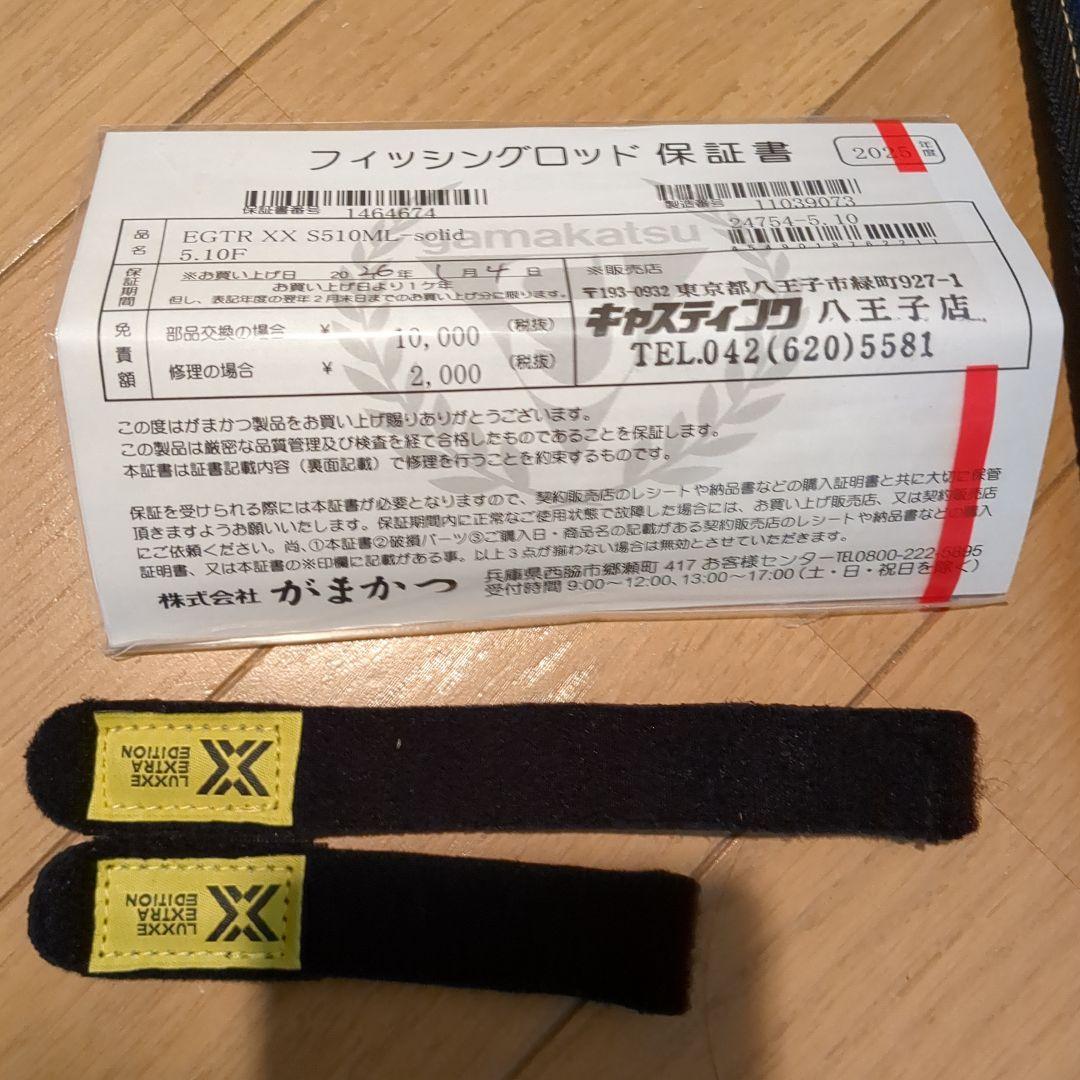 フィッシングロッド 保証書
2025 年度
保証書番号 1464674
製造番号 11039073
gamakatsu
品名
EGTR XX S510ML-solid
5.10F
24754-5.10
保証期間
※お買い上げ日 2026年 1月4日
お買い上げ日より1ケ年
但し、表記年度の翌年2月末日までのお買い上げ分に限ります。
※販売店
〒193-0932 東京都八王子市緑町927-1
キャスティング 八王子店
TEL.042(620)5581
免責額
部品交換の場合 ¥ 10,000 (税抜)
修理の場合 ¥ 2,000 (税抜)
この度はがまかつ製品をお買い上げ賜りありがとうございます。
この製品は厳密な品質管理及び検査を経て合格したものであることを保証します。
本証書は証書記載内容(裏面記載)で修理を行うことを約束するものです。
保証を受けられる際には本証書が必要となりますので、契約販売店のレシートや納品書などの購入証明書と共に大切に保管
頂きますようお願いいたします。保証期間内に正常なご使用状態で故障した場合には、お買い上げ販売店、又は契約販売店
にご依頼ください。尚、①本証書②破損パーツ③ご購入日・商品名の記載がある契約販売店のレシートや納品書などの購入
証明書、又は本証書の※印欄に記載がある事。以上3点が揃わない場合は無効とさせていただきます。
株式会社 がまかつ
兵庫県西脇市郷瀬町 417 お客様センターTEL0800-222-5895
受付時間 9:00〜12:00、13:00〜17:00(土・日・祝日を除く)
XX
LUXXE
EXTRA
EDITION
XX
LUXXE
EXTRA
EDITION